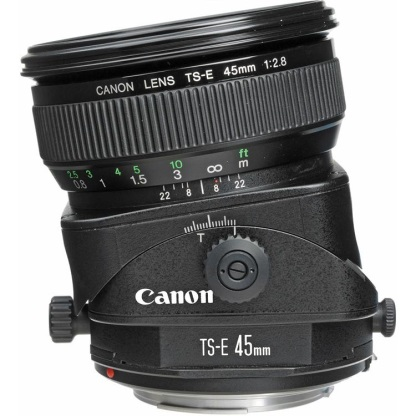 CANON LENS TS-E 45mm 1:2.8
ft
2.5 3 4 5 10
0.8 1 1.5 3 ∞ m
22 8 8 22
T
Canon
TS-E 45mm